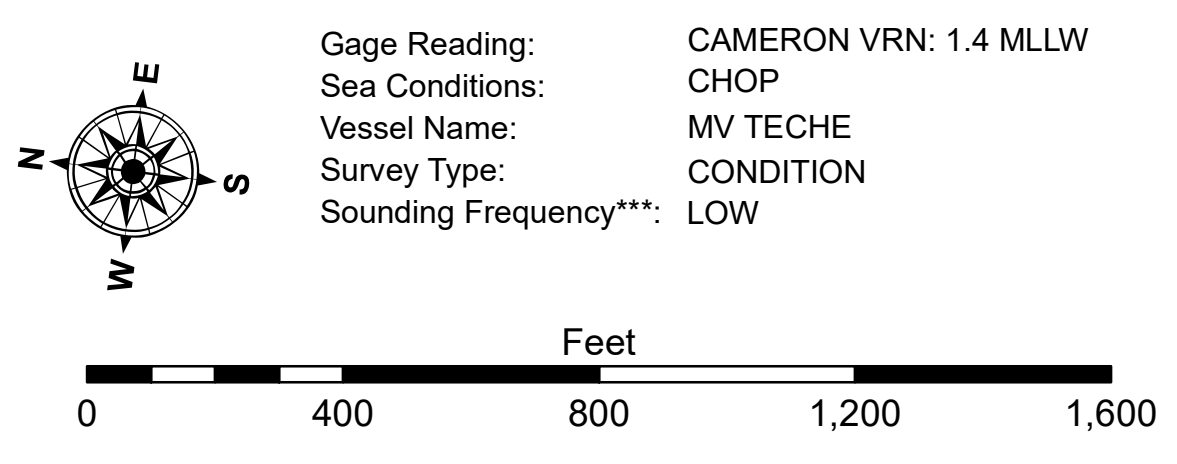 E
N
S
W
Gage Reading: CAMERON VRN: 1.4 MLLW
Sea Conditions: CHOP
Vessel Name: MV TECHE
Survey Type: CONDITION
Sounding Frequency***: LOW
Feet
0 400 800 1,200 1,600